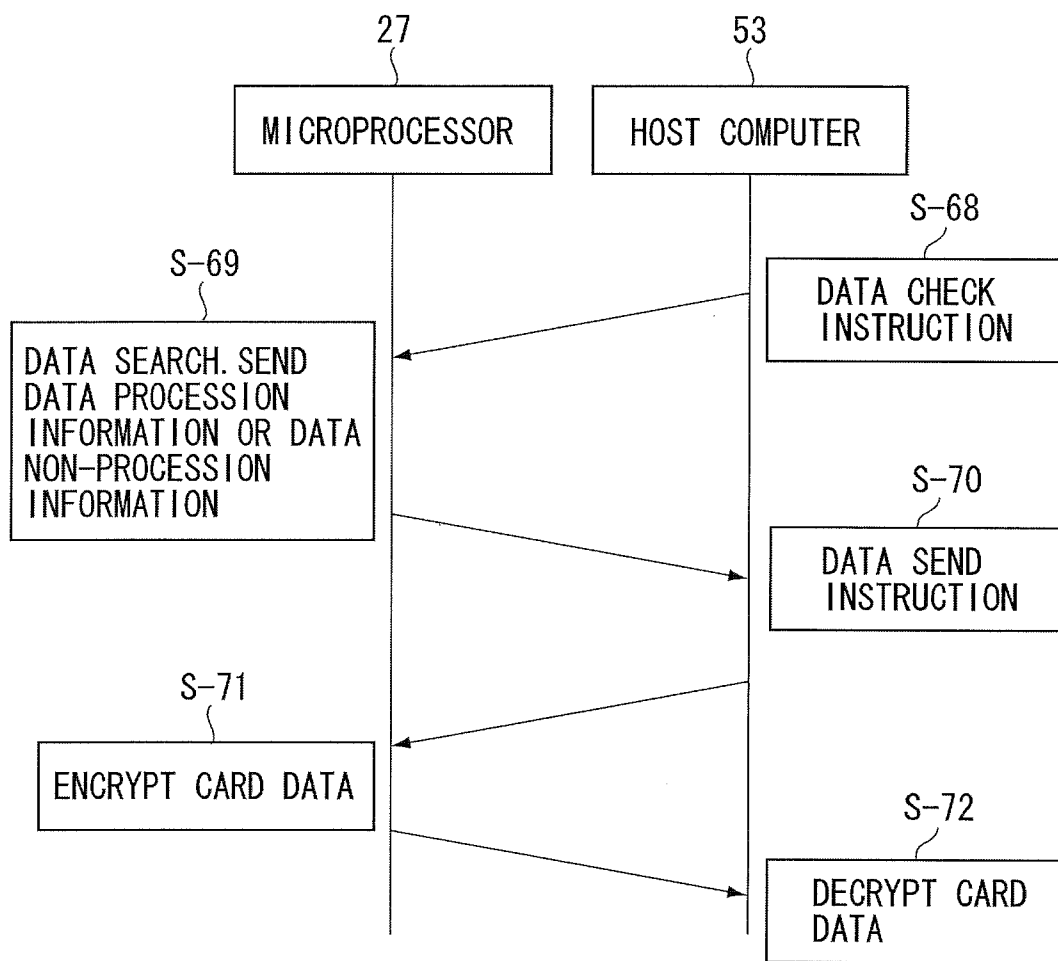 27
53
MICROPROCESSOR
HOST COMPUTER
S-68
DATA CHECK
INSTRUCTION
S-69
DATA SEARCH.SEND
DATA PROCESSION
INFORMATION OR DATA
NON-PROCESSION
INFORMATION
S-70
DATA SEND
INSTRUCTION
S-71
ENCRYPT CARD DATA
S-72
DECRYPT CARD
DATA